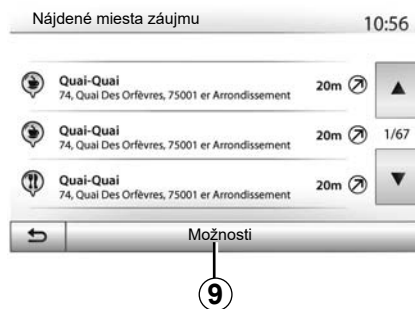 Nájdené miesta záujmu 10:56
Quai-Quai
74, Quai Des Orfèvres, 75001 er Arrondissement 20m
Quai-Quai
74, Quai Des Orfèvres, 75001 er Arrondissement 20m 1/67
Quai-Quai
74, Quai Des Orfèvres, 75001 er Arrondissement 20m
Možnosti
9